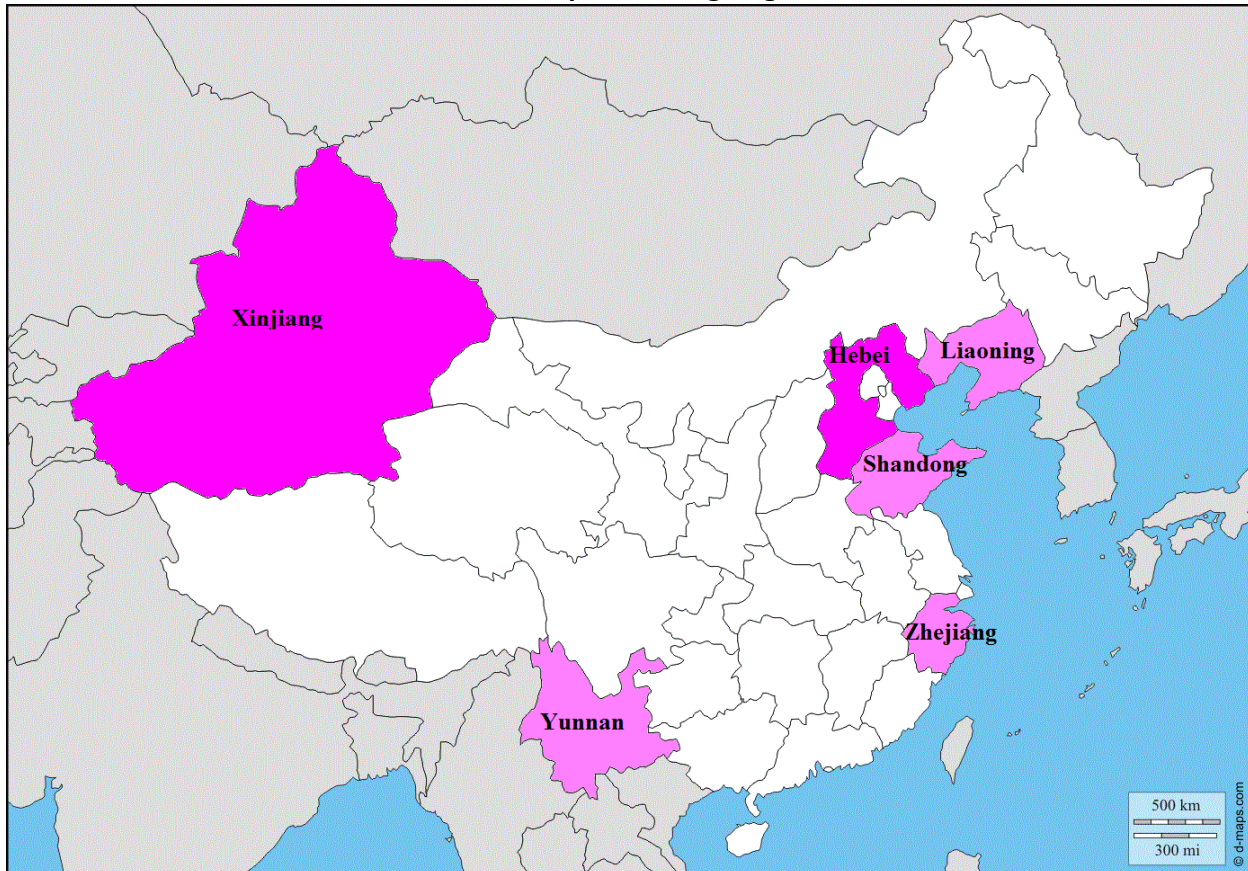 Xinjiang
Hebei
Liaoning
Shandong
Zhejiang
Yunnan
500 km
300 mi
© d-maps.com